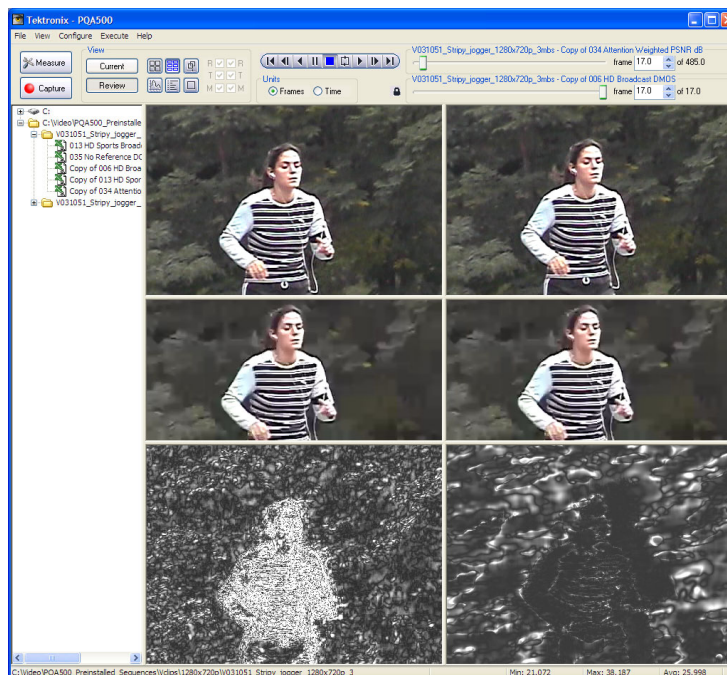 Tektronix - PQA500
File View Configure Execute Help
Measure
Capture
View
Current
Review
R
T
M
R
T
M
Units
Frames
Time
V031051_Stripy_jogger_1280x720p_3mbs - Copy of 034 Attention Weighted PSNR dB
frame 17.0 of 485.0
V031051_Stripy_jogger_1280x720p_3mbs - Copy of 006 HD Broadcast DMOS
frame 17.0 of 17.0
C:
C:\Video\PQA500_Preinstalle
V031051_Stripy_jogger_
013 HD Sports Broad
035 No Reference DC
Copy of 006 HD Broa
Copy of 013 HD Spor
Copy of 034 Attentio
V031051_Stripy_jogger_
C:\Video\PQA500_Preinstalled_Sequences\Vclips\1280x720p\V031051_Stripy_jogger_1280x720p_3
Min: 21.072
Max: 38.187
Avg: 25.998